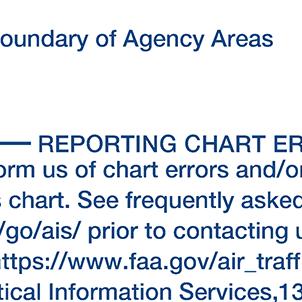 oundary of Agency Areas
REPORTING CHART ER
orm us of chart errors and/or
s chart. See frequently asked
/go/ais/ prior to contacting u
https://www.faa.gov/air_traff
tical Information Services,13